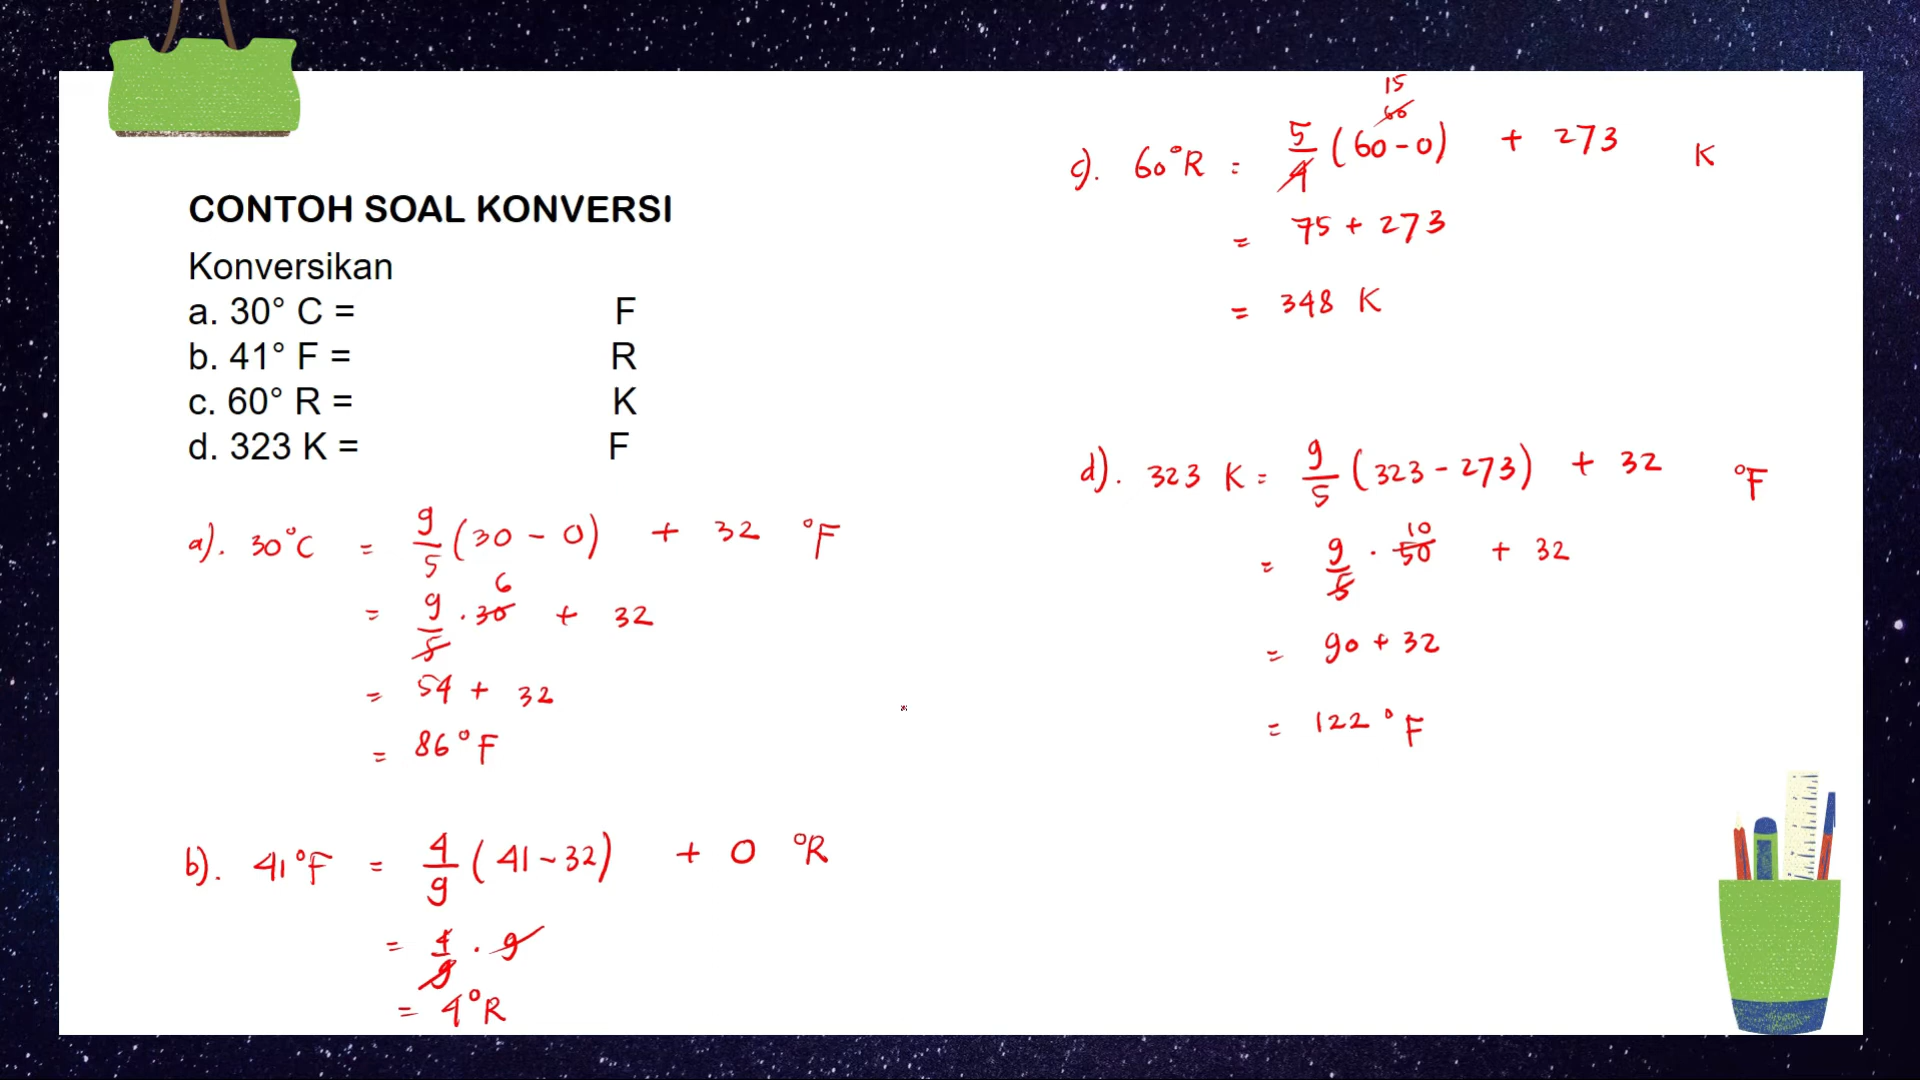 CONTOH SOAL KONVERSI
Konversikan
a. 30° C = F
b. 41° F = R
c. 60° R = K
d. 323 K = F
a). 30°C = 9/5 (30 - 0) + 32 °F
= 9/5 . 30 6 + 32
= 54 + 32
= 86°F
b). 41°F = 4/9 (41-32) + 0 °R
= 4/9 . 9
= 4°R
c). 60°R = 5/4 (60-0) + 273 K
15
60
= 75 + 273
= 348 K
d). 323 K = 9/5 (323 - 273) + 32 °F
= 9/5 . 50 10 + 32
= 90 + 32
= 122 °F